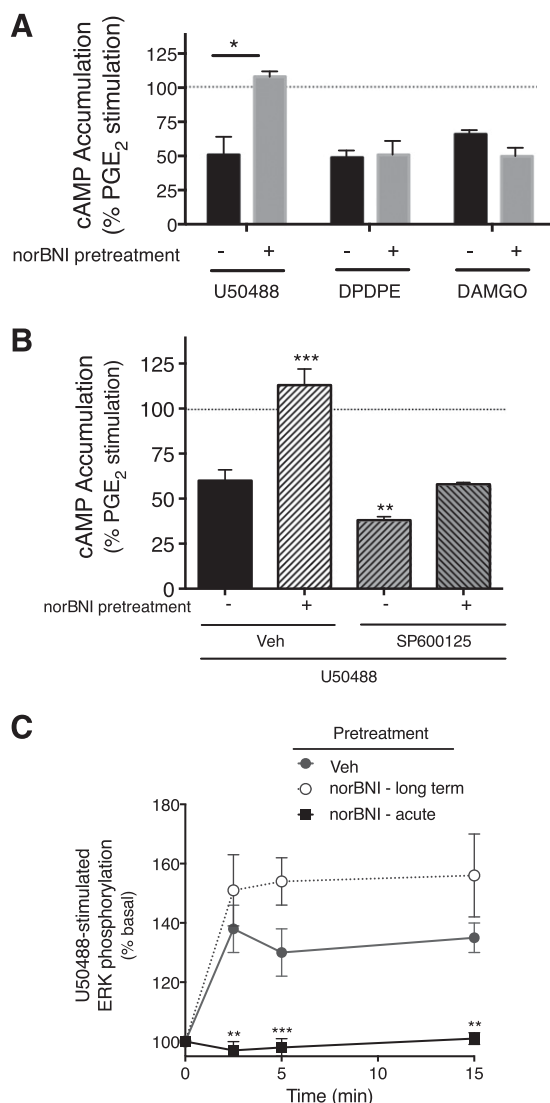 A
cAMP Accumulation
(% PGE2 stimulation)
125
100
75
50
25
0
*
norBNI pretreatment - + - + - +
U50488 DPDPE DAMGO
B
cAMP Accumulation
(% PGE2 stimulation)
125
100
75
50
25
0
***
**
norBNI pretreatment - + - +
Veh SP600125
U50488
C
Pretreatment
Veh
norBNI - long term
norBNI - acute
U50488-stimulated
ERK phosphorylation
(% basal)
180
160
140
120
100
** *** **
0 5 10 15
Time (min)